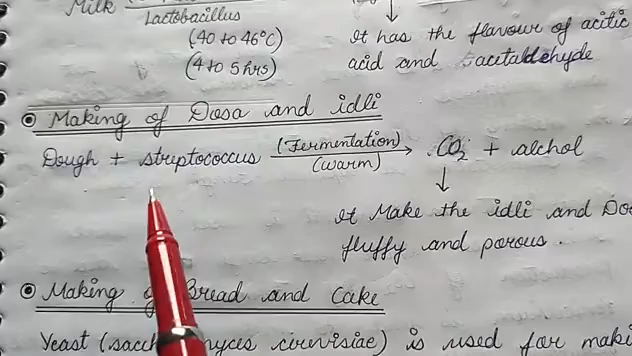 Milk
Lactobacillus
(40 to 46°C)
(4 to 5 hrs)
It has the flavour of acitic
acid and acetaldehyde
Making of Dosa and idli
Dough + streptococcus (Fermentation) (warm) → CO2 + alchol
It Make the idli and Do
fluffy and porous.
Making Bread and Cake
Yeast (sacch myces cirevisiae) is used for maki